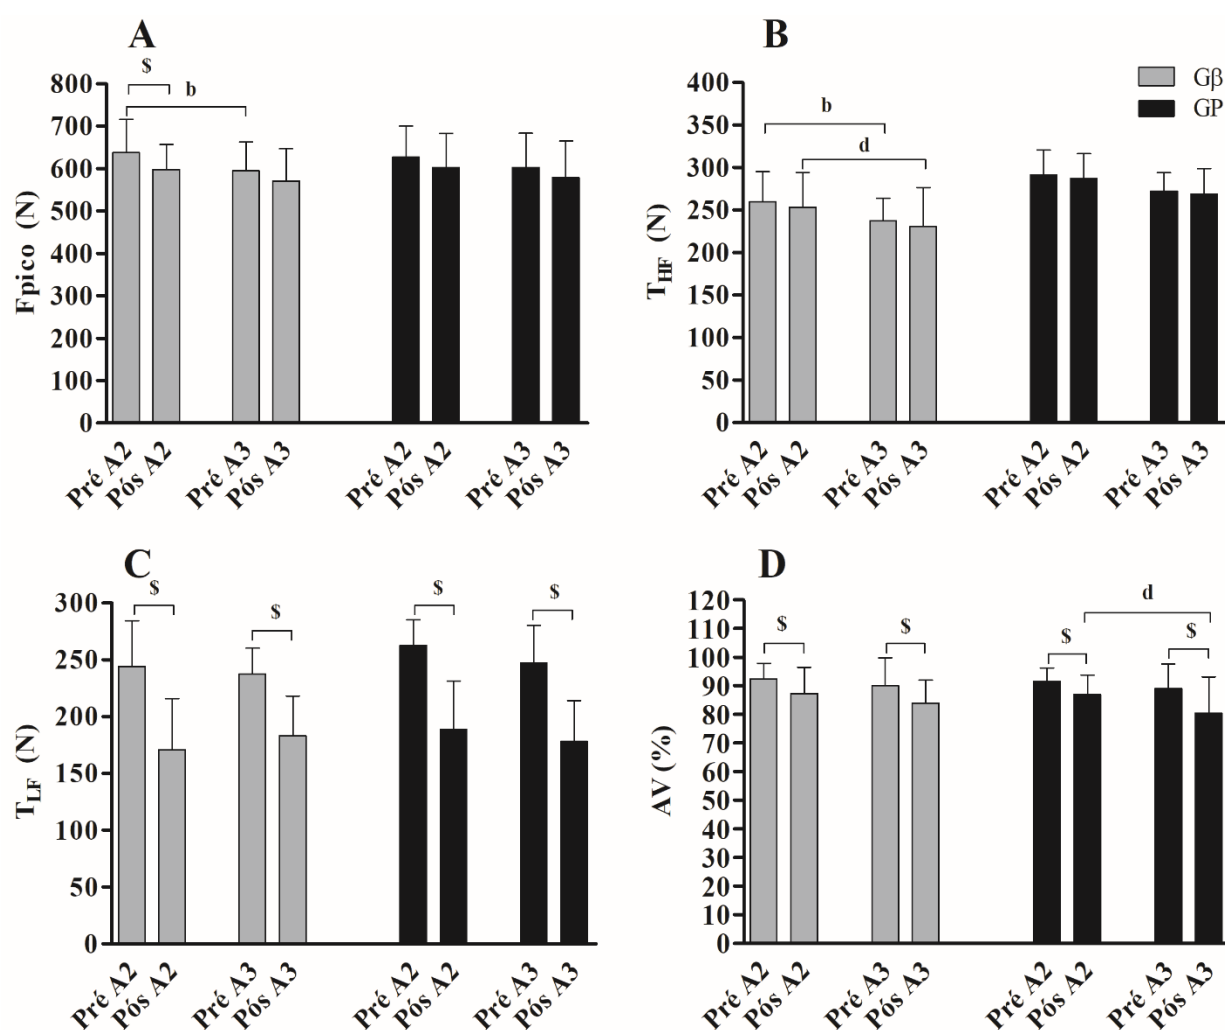 A
$
b
800
700
600
500
400
300
200
100
0
Fpico (N)
Pré A2
Pós A2
Pré A3
Pós A3
Pré A2
Pós A2
Pré A3
Pós A3
B
Gβ
GP
b
d
400
350
300
250
200
150
100
50
0
THF (N)
Pré A2
Pós A2
Pré A3
Pós A3
Pré A2
Pós A2
Pré A3
Pós A3
C
$
$
$
$
300
250
200
150
100
50
0
TLF (N)
Pré A2
Pós A2
Pré A3
Pós A3
Pré A2
Pós A2
Pré A3
Pós A3
D
d
$
$
$
$
120
110
100
90
80
70
60
50
40
30
20
10
0
AV (%)
Pré A2
Pós A2
Pré A3
Pós A3
Pré A2
Pós A2
Pré A3
Pós A3